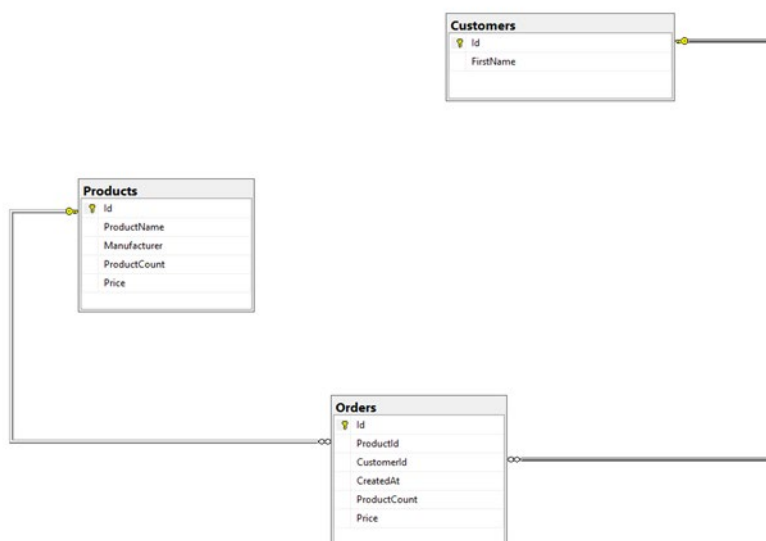 Customers
Id
FirstName
Products
Id
ProductName
Manufacturer
ProductCount
Price
Orders
Id
ProductId
CustomerId
CreatedAt
ProductCount
Price